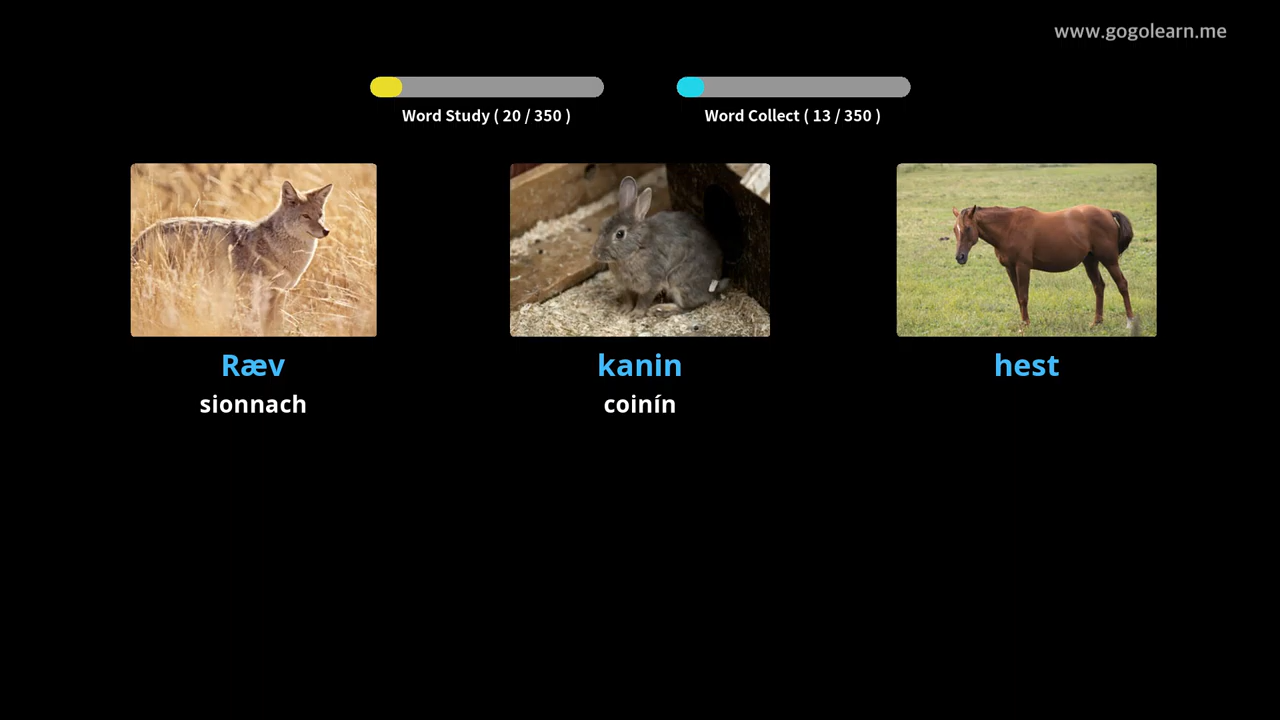 www.gogolearn.me
Word Study ( 20 / 350 )
Word Collect ( 13 / 350 )
Ræv
kanin
hest
sionnach
coinín